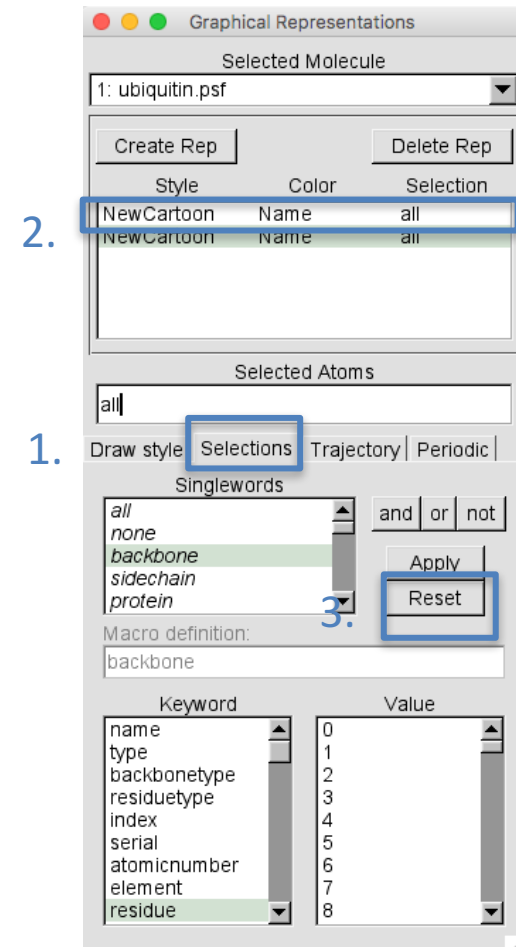 Graphical Representations
Selected Molecule
1: ubiquitin.psf
Create Rep Delete Rep
Style Color Selection
2.
NewCartoon Name all
NewCartoon Name all
Selected Atoms
all
1.
Draw style Selections Trajectory Periodic
Singlewords
all
none
backbone
sidechain
protein
and or not
Apply
Reset
3.
Macro definition:
backbone
Keyword
name
type
backbonetype
residuetype
index
serial
atomicnumber
element
residue
Value
0
1
2
3
4
5
6
7
8